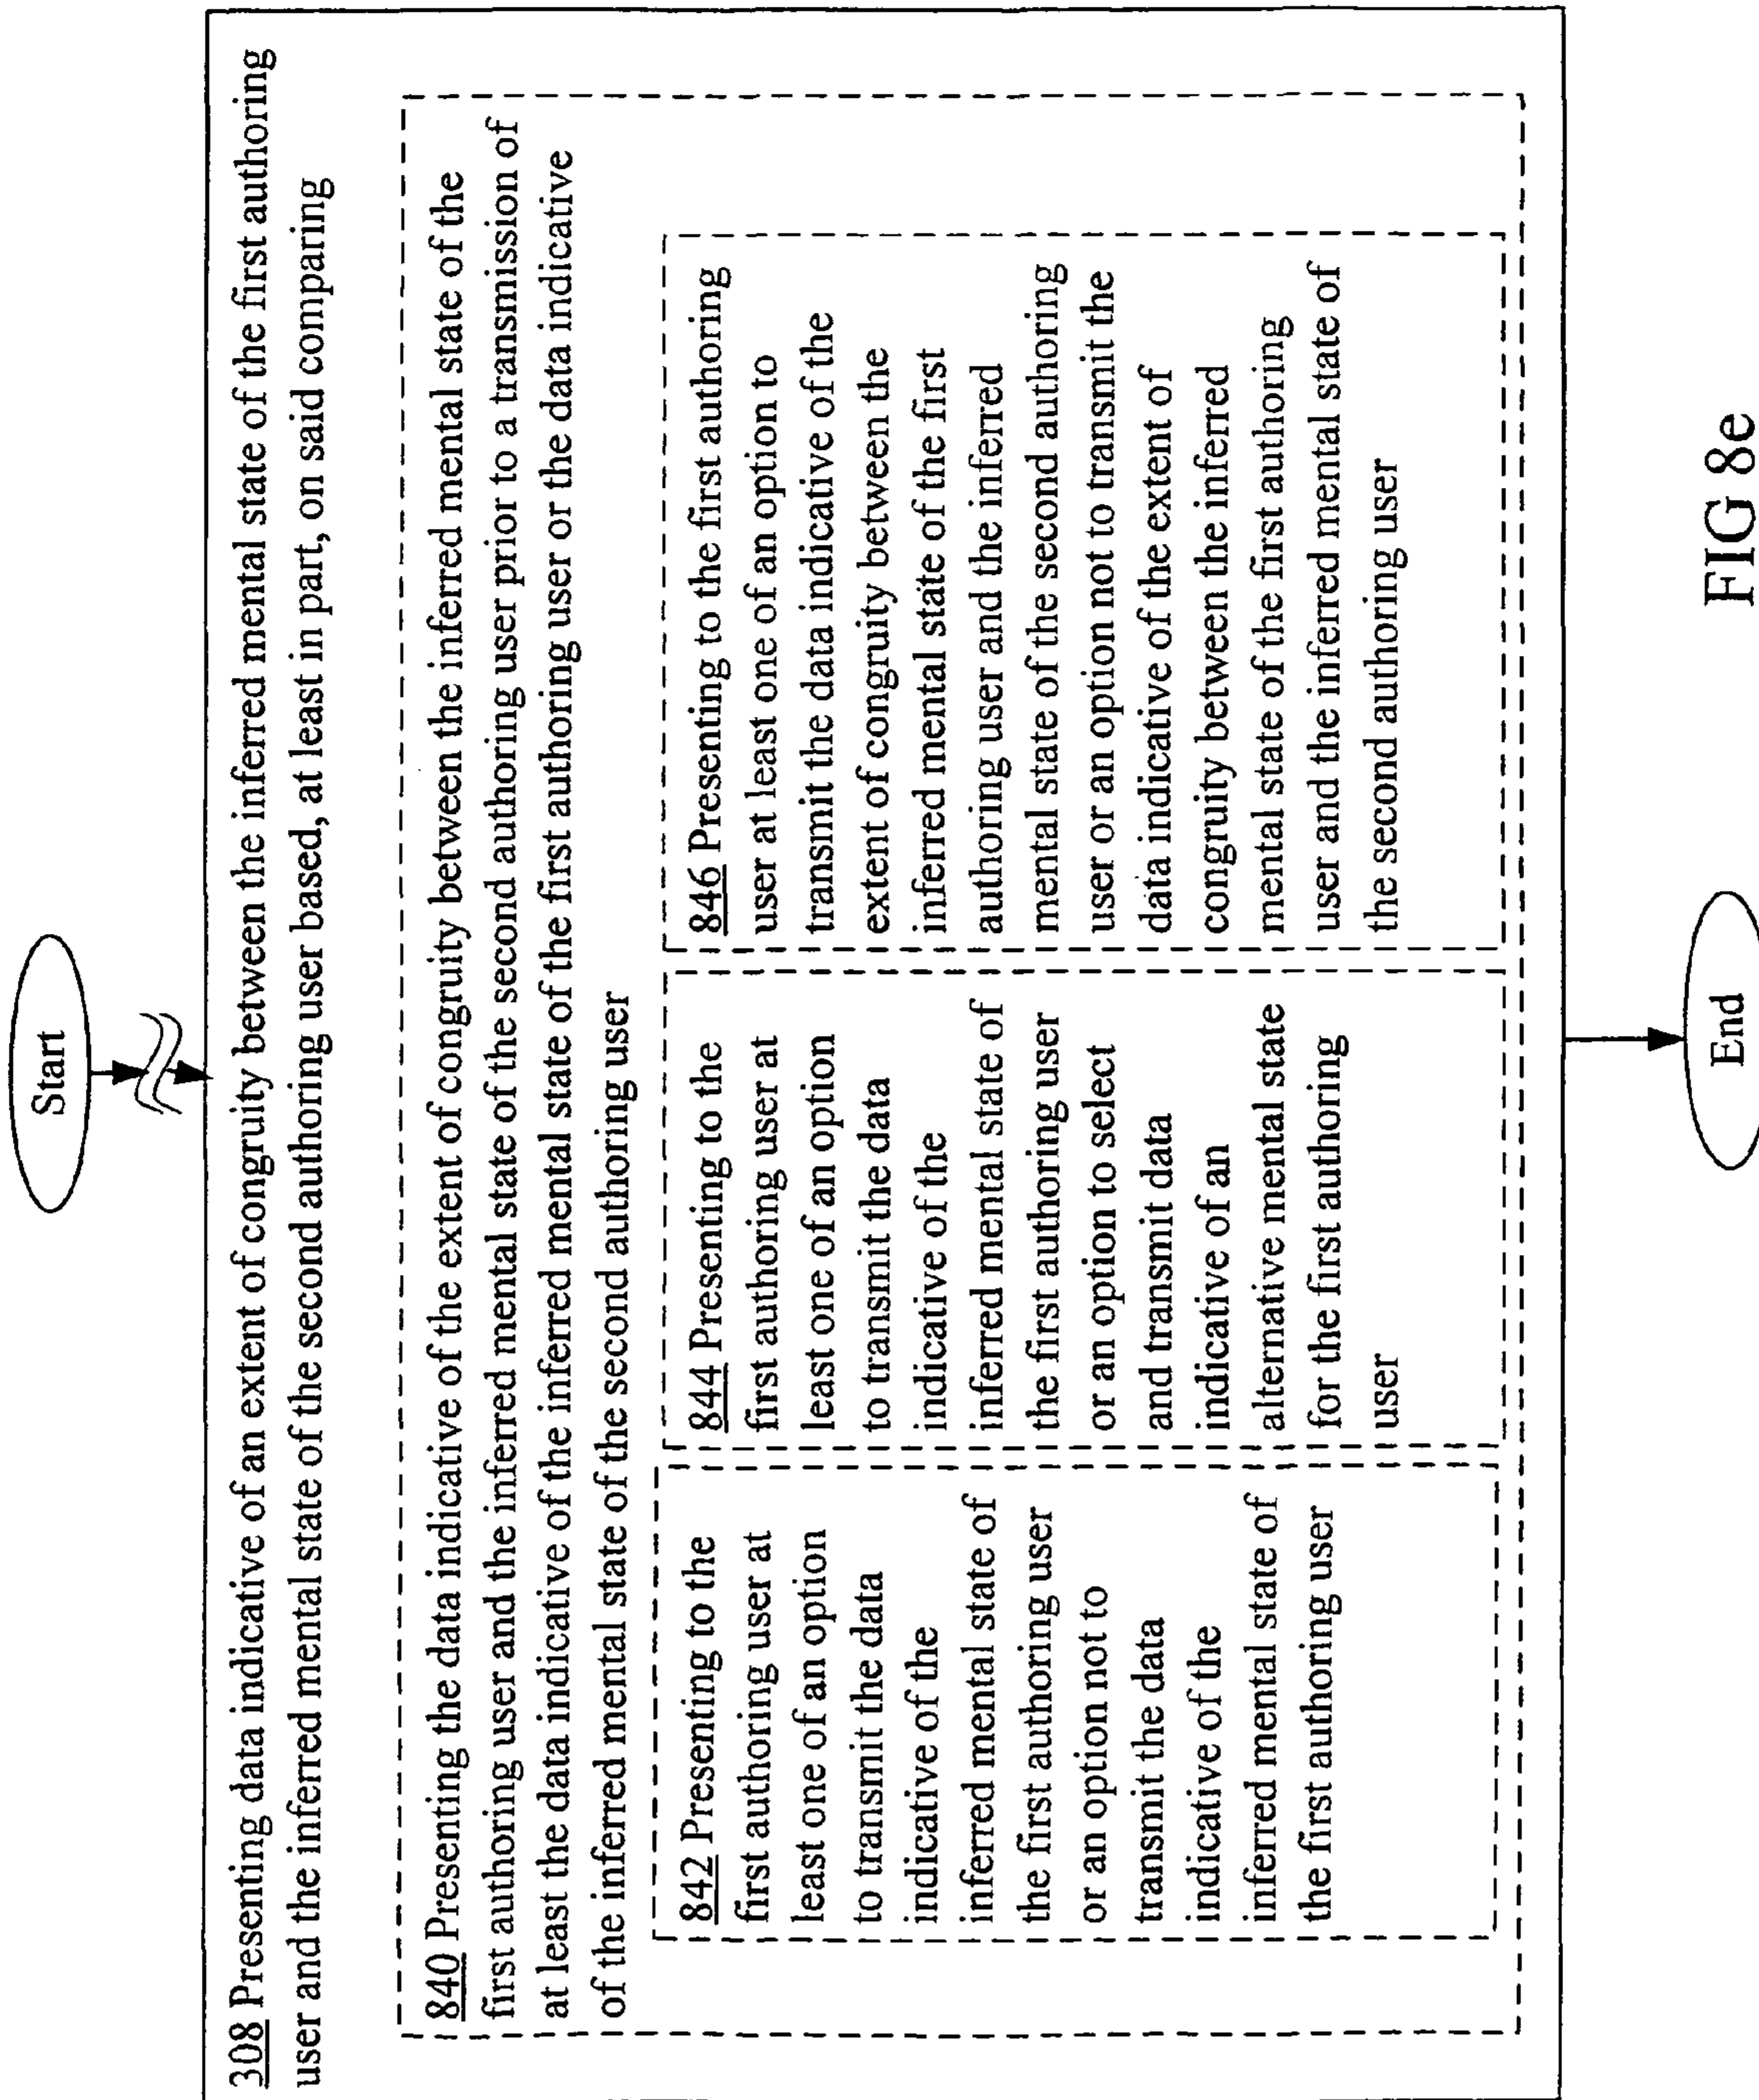 Start
308 Presenting data indicative of an extent of congruity between the inferred mental state of the first authoring
user and the inferred mental state of the second authoring user based, at least in part, on said comparing
840 Presenting the data indicative of the extent of congruity between the inferred mental state of the
first authoring user and the inferred mental state of the second authoring user prior to a transmission of
at least the data indicative of the inferred mental state of the first authoring user or the data indicative
of the inferred mental state of the second authoring user
842 Presenting to the
first authoring user at
least one of an option
to transmit the data
indicative of the
inferred mental state of
the first authoring user
or an option not to
transmit the data
indicative of the
inferred mental state of
the first authoring user
844 Presenting to the
first authoring user at
least one of an option
to transmit the data
indicative of the
inferred mental state of
the first authoring user
or an option to select
and transmit data
indicative of an
alternative mental state
for the first authoring
user
846 Presenting to the first authoring
user at least one of an option to
transmit the data indicative of the
extent of congruity between the
inferred mental state of the first
authoring user and the inferred
mental state of the second authoring
user or an option not to transmit the
data indicative of the extent of
congruity between the inferred
mental state of the first authoring
user and the inferred mental state of
the second authoring user
End
FIG 8e